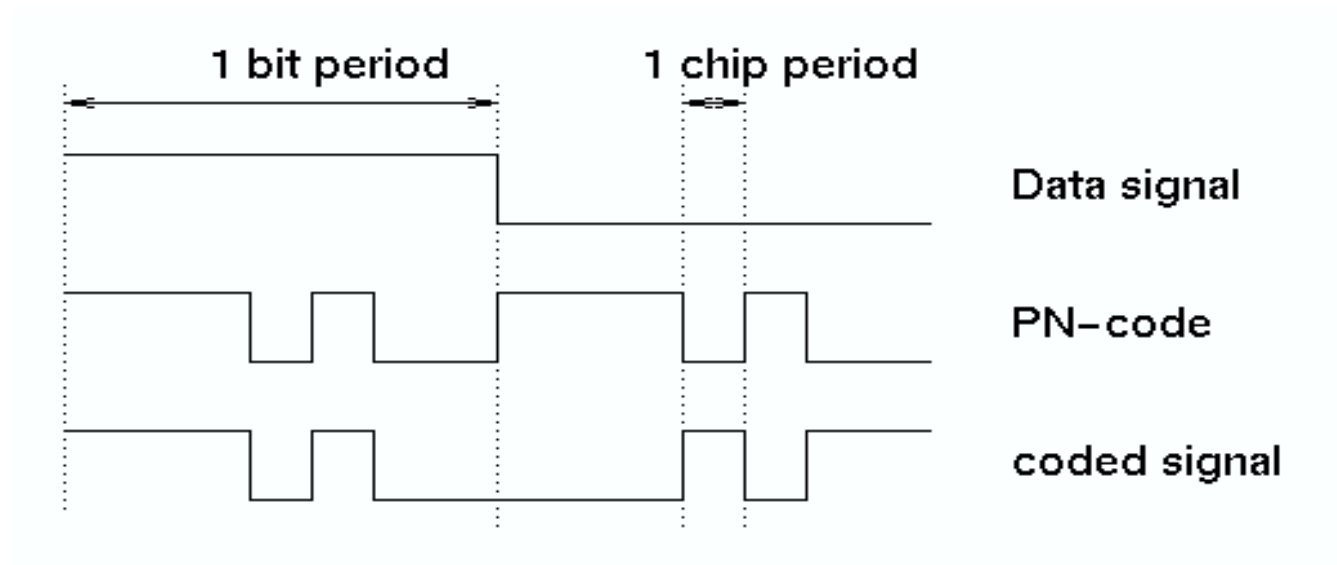 1 bit period
1 chip period
Data signal
PN-code
coded signal